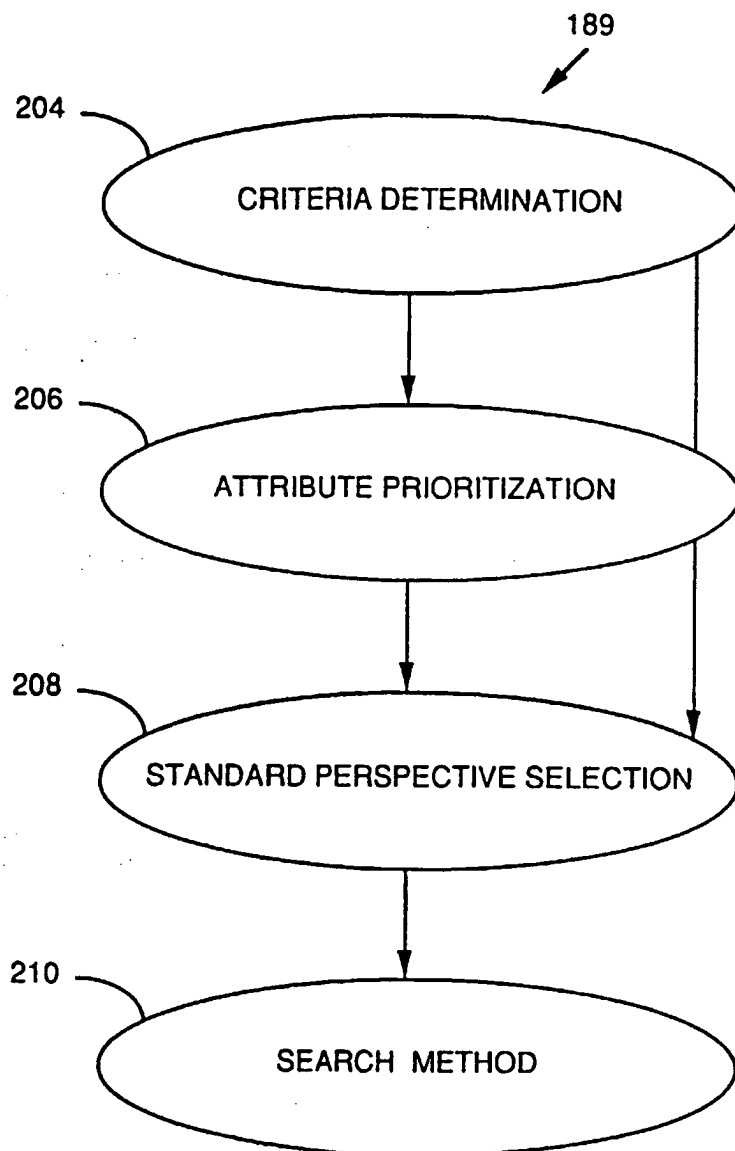 189
204
CRITERIA DETERMINATION
206
ATTRIBUTE PRIORITIZATION
208
STANDARD PERSPECTIVE SELECTION
210
SEARCH METHOD